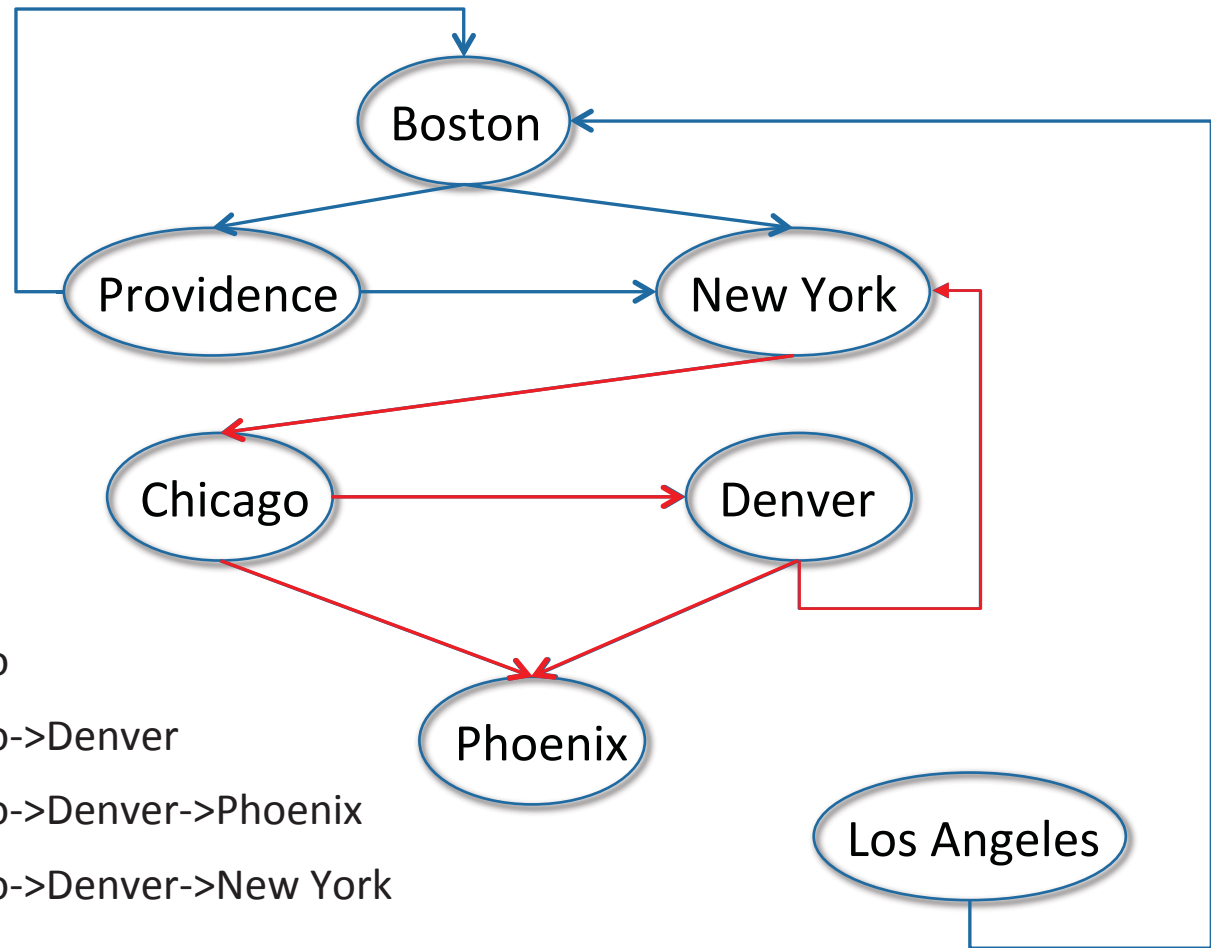 Boston
Providence
New York
Chicago
Denver
o
o->Denver
Phoenix
o->Denver->Phoenix
Los Angeles
o->Denver->New York